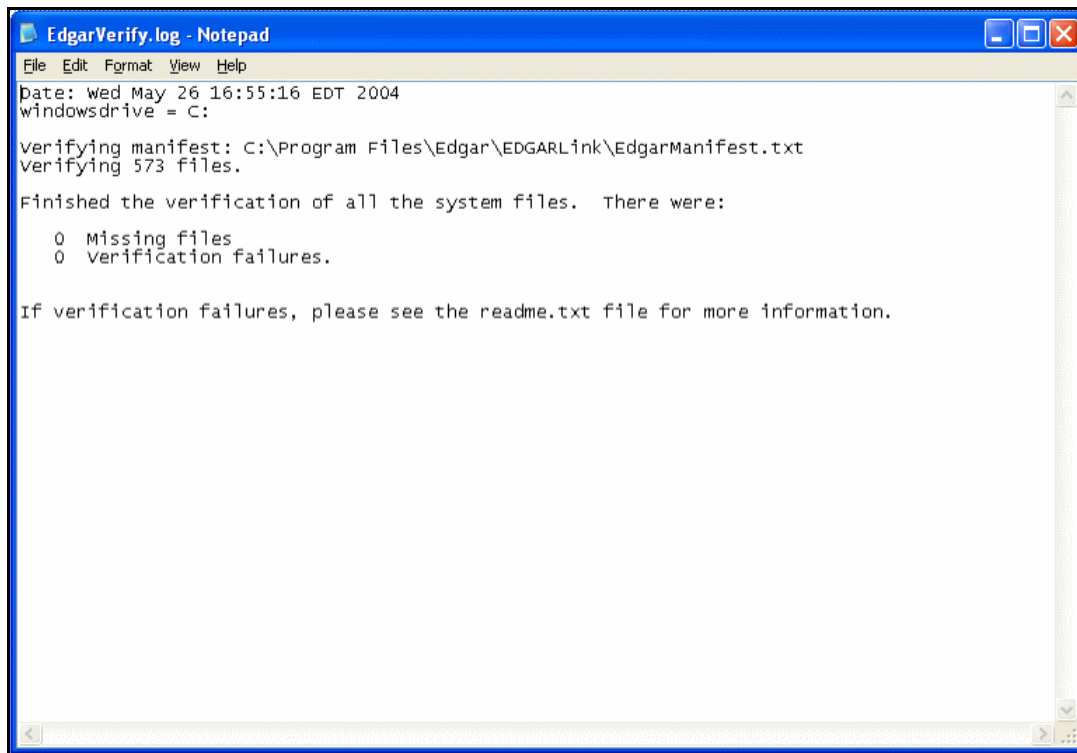 EdgarVerify.log - Notepad
File Edit Format View Help
Date: Wed May 26 16:55:16 EDT 2004
windowsdrive = C:
Verifying manifest: C:\Program Files\Edgar\EDGARLink\EdgarManifest.txt
Verifying 573 files.
Finished the verification of all the system files.  There were:
0  Missing files
0  Verification failures.
If verification failures, please see the readme.txt file for more information.